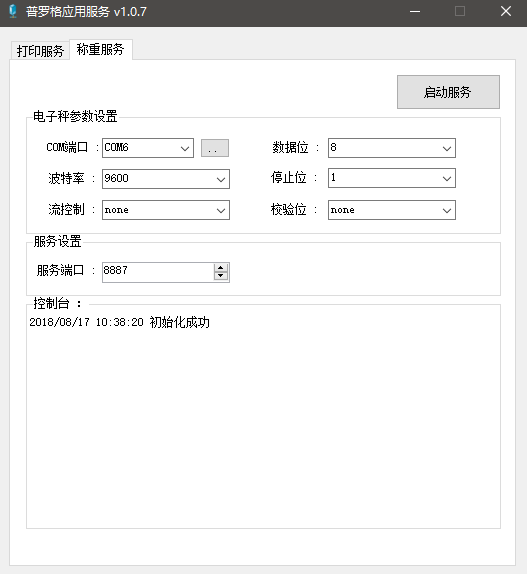 普罗格应用服务 v1.0.7
打印服务 称重服务
启动服务
电子秤参数设置
COM端口 : COM6 .. 数据位 : 8
波特率 : 9600 停止位 : 1
流控制 : none 校验位 : none
服务设置
服务端口 : 8887
控制台 :
2018/08/17 10:38:20 初始化成功